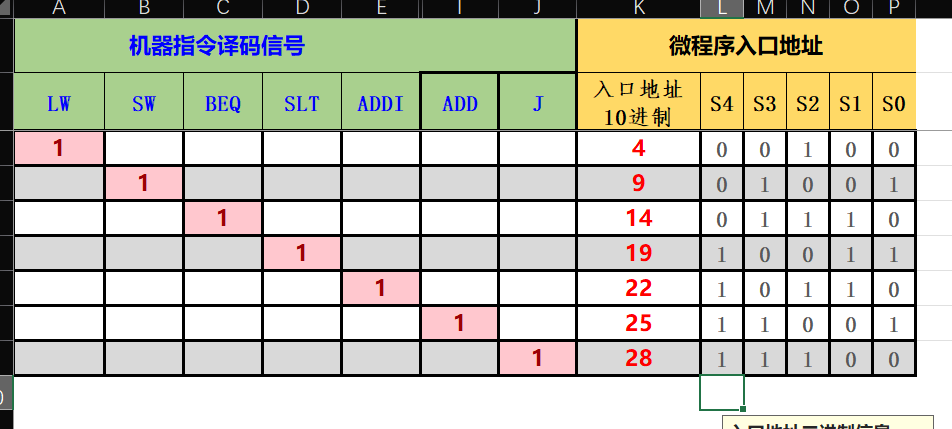 A B C D E I J K L M N O P
机器指令译码信号 微程序入口地址
LW SW BEQ SLT ADDI ADD J 入口地址 S4 S3 S2 S1 S0
10进制
1 4 0 0 1 0 0
1 9 0 1 0 0 1
1 14 0 1 1 1 0
1 19 1 0 0 1 1
1 22 1 0 1 1 0
1 25 1 1 0 0 1
1 28 1 1 1 0 0